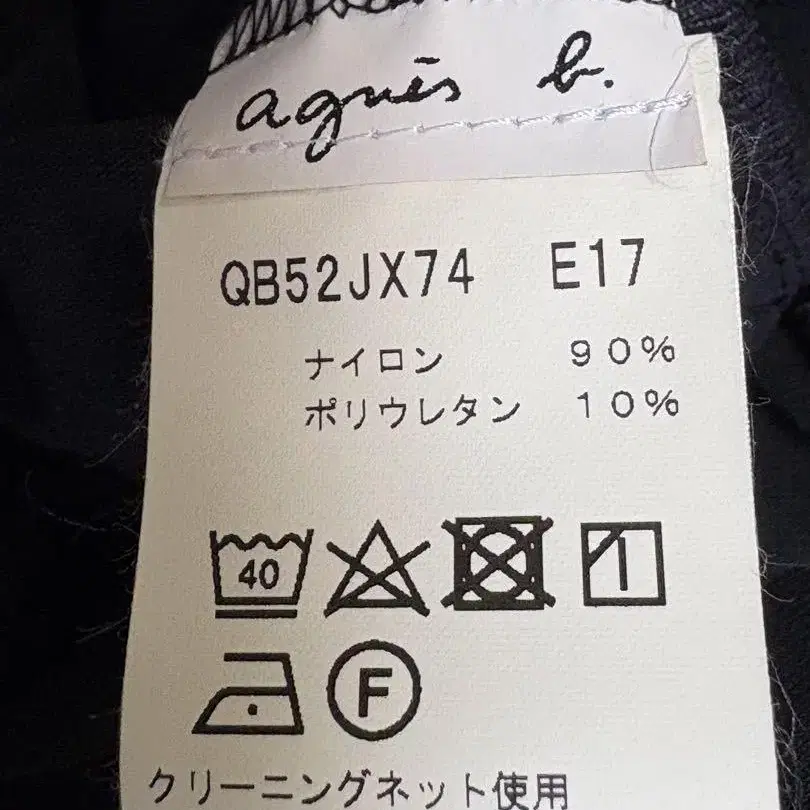 agnès b.
QB52JX74 E17
ナイロン ９０％
ポリウレタン １０％
40
F
クリーニングネット使用